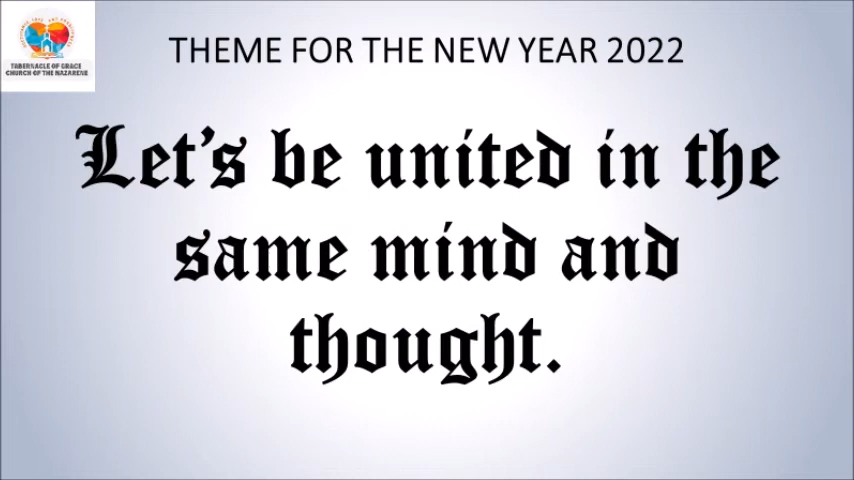 TABERNACLE OF GRACE
CHURCH OF THE NAZARENE
THEME FOR THE NEW YEAR 2022
Let's be united in the
same mind and
thought.